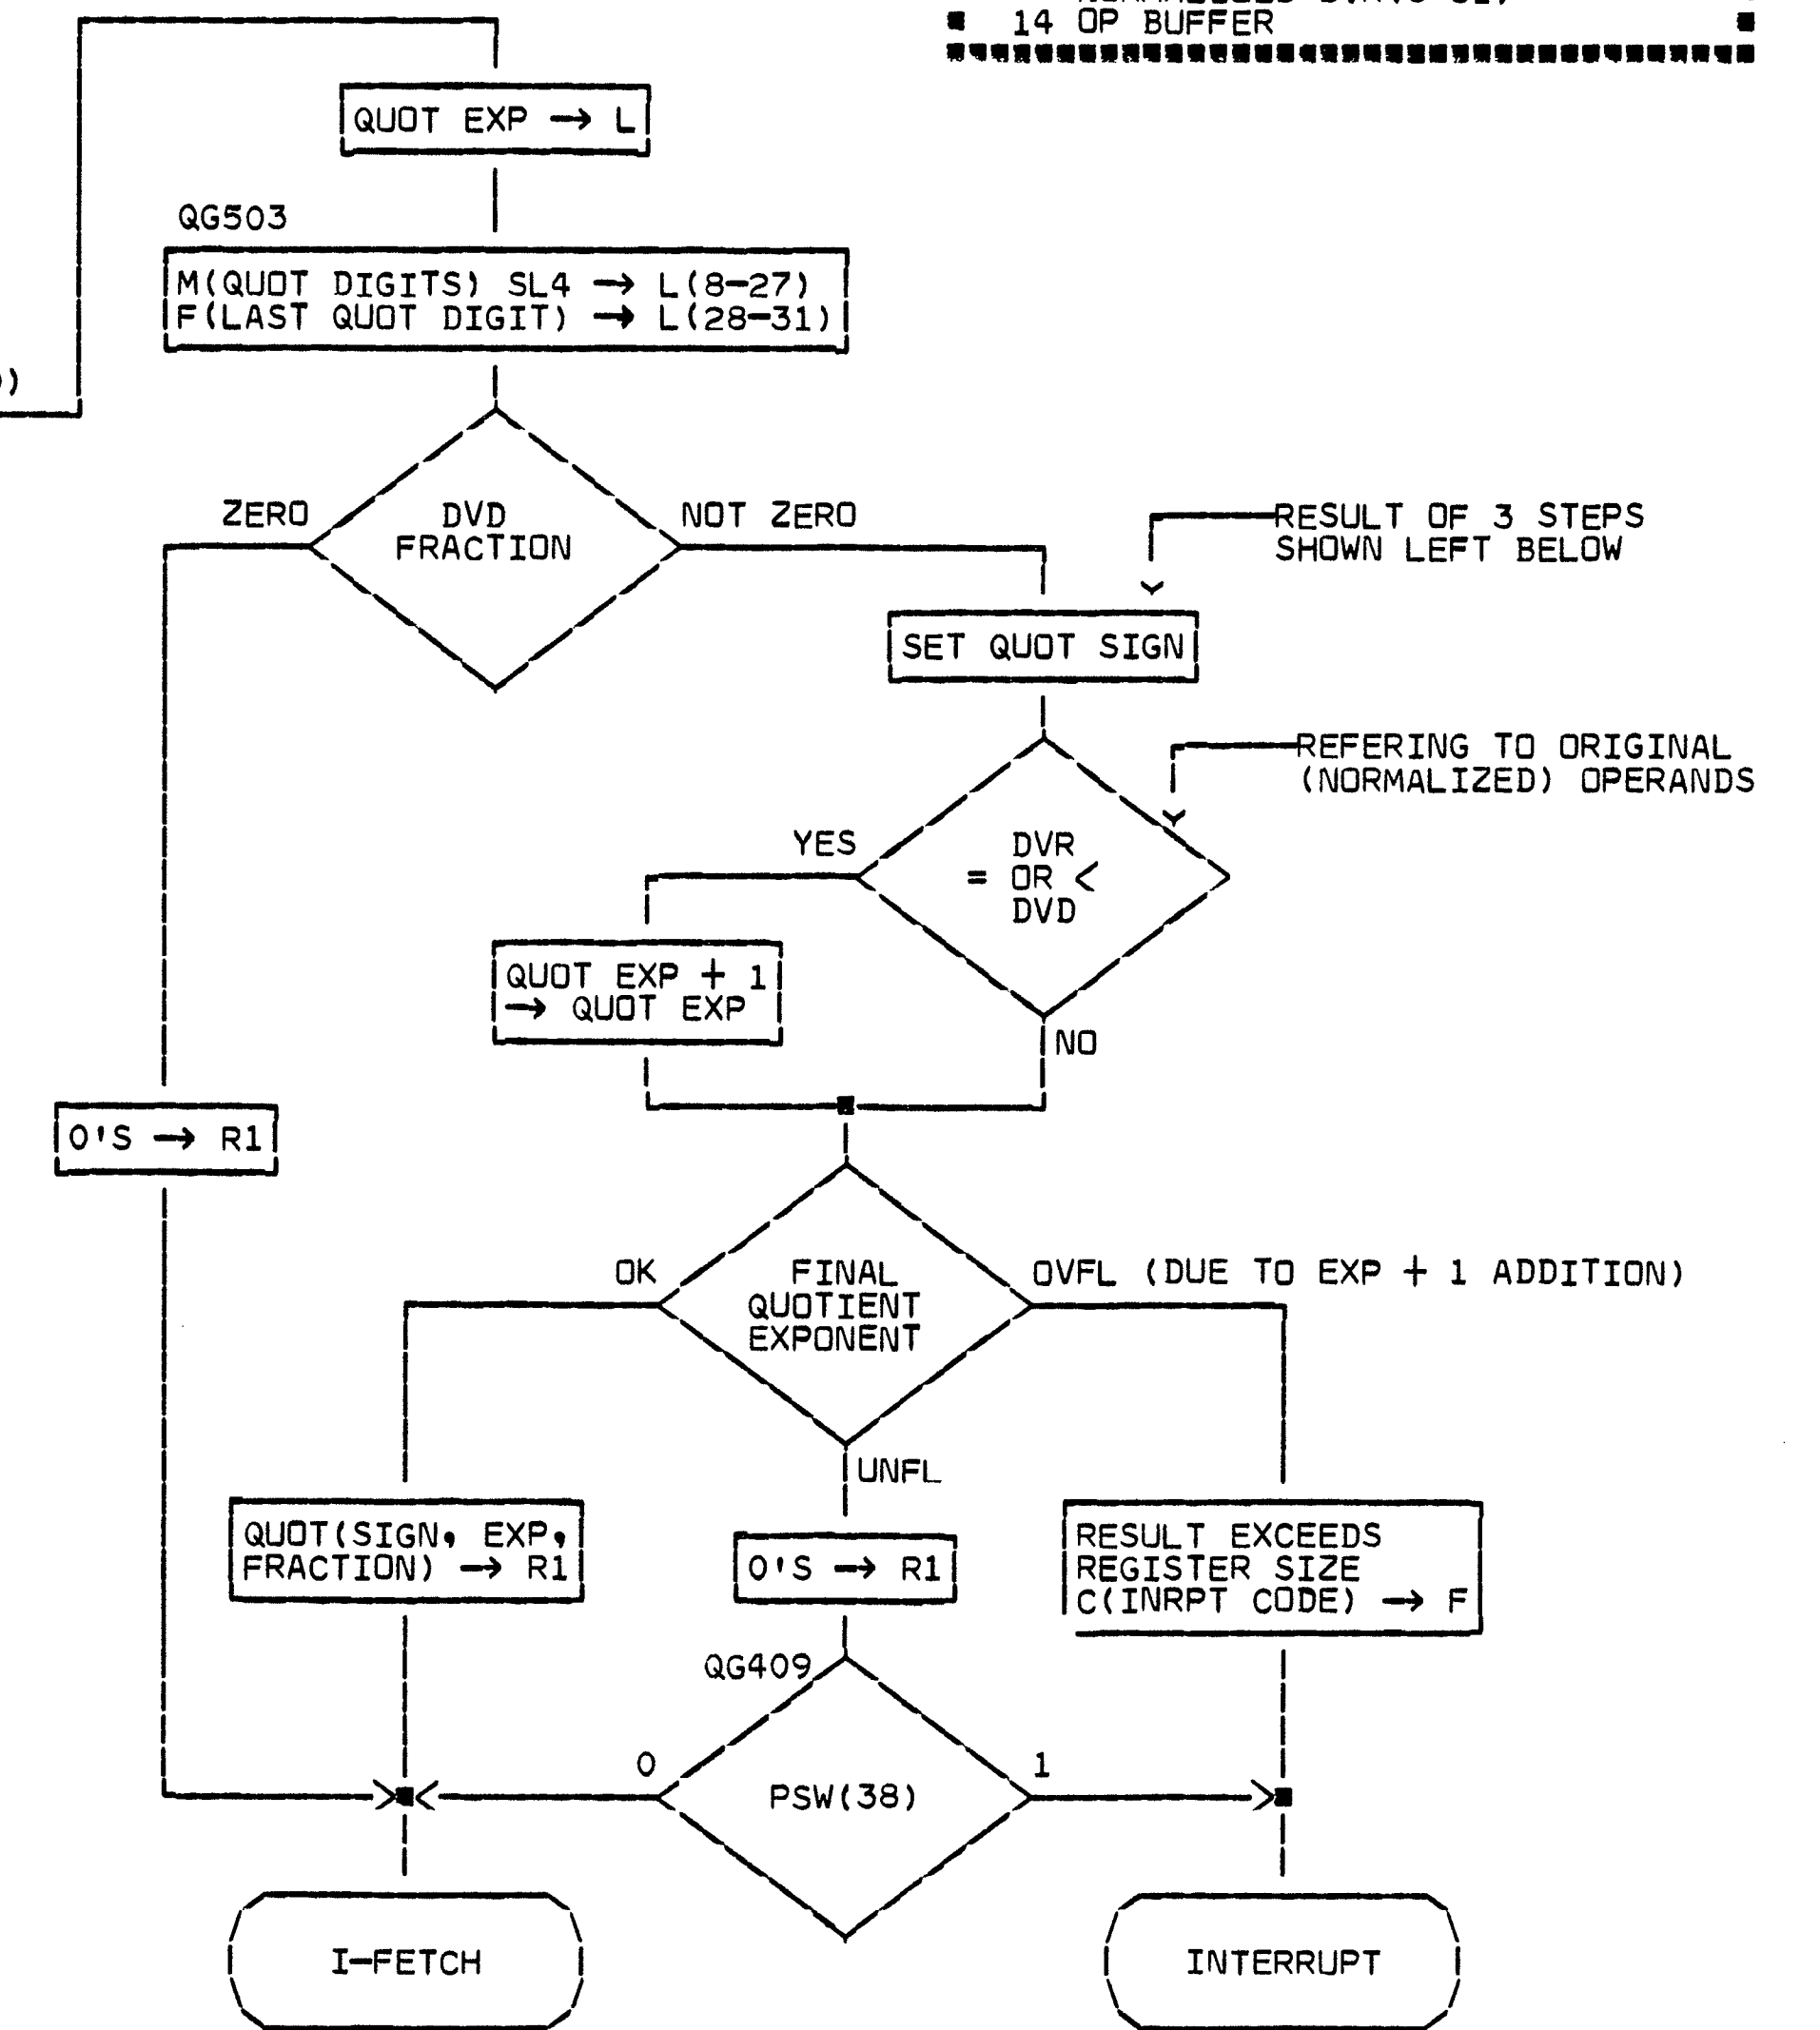 14 OP BUFFER
QUOT EXP → L
QG503
M(QUOT DIGITS) SL4 → L(8-27)
F(LAST QUOT DIGIT) → L(28-31)
)
ZERO
DVD
FRACTION
NOT ZERO
RESULT OF 3 STEPS
SHOWN LEFT BELOW
SET QUOT SIGN
REFERING TO ORIGINAL
(NORMALIZED) OPERANDS
YES
DVR
= OR <
DVD
QUOT EXP + 1
→ QUOT EXP
NO
0'S → R1
OK
FINAL
QUOTIENT
EXPONENT
OVFL (DUE TO EXP + 1 ADDITION)
UNFL
QUOT(SIGN, EXP,
FRACTION) → R1
0'S → R1
RESULT EXCEEDS
REGISTER SIZE
C(INRPT CODE) → F
QG409
0
PSW(38)
1
I-FETCH
INTERRUPT